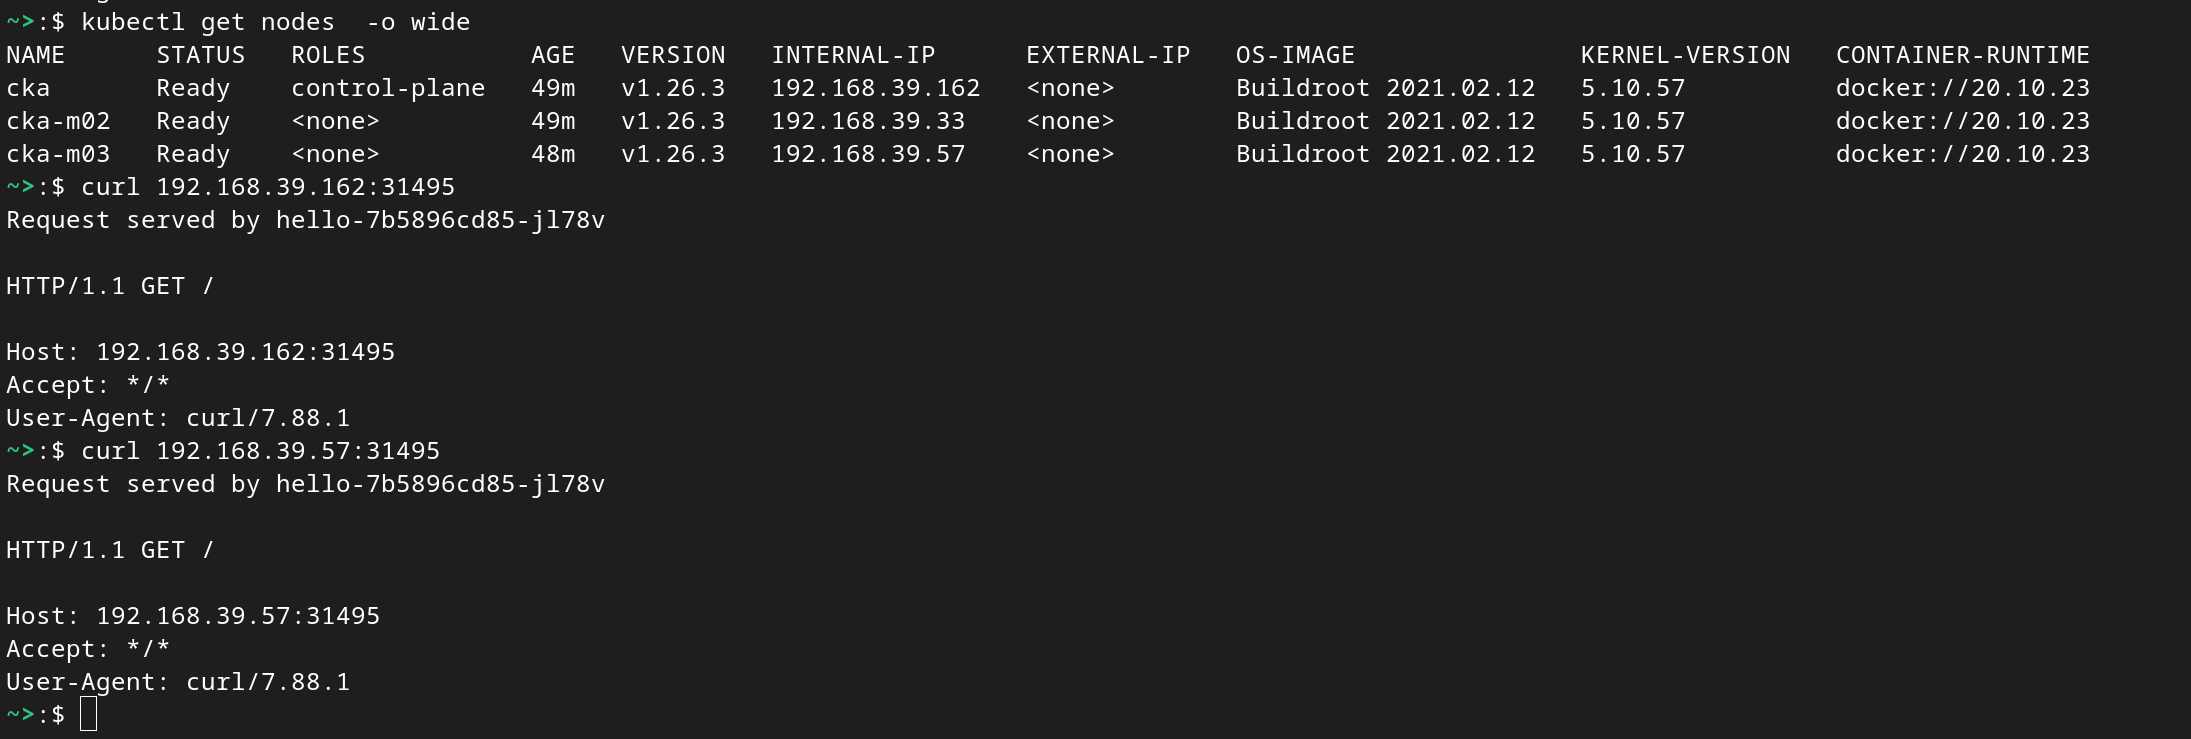 ~>:$ kubectl get nodes  -o wide
NAME      STATUS   ROLES           AGE   VERSION   INTERNAL-IP      EXTERNAL-IP   OS-IMAGE               KERNEL-VERSION   CONTAINER-RUNTIME
cka       Ready    control-plane   49m   v1.26.3   192.168.39.162   <none>        Buildroot 2021.02.12   5.10.57          docker://20.10.23
cka-m02   Ready    <none>          49m   v1.26.3   192.168.39.33    <none>        Buildroot 2021.02.12   5.10.57          docker://20.10.23
cka-m03   Ready    <none>          48m   v1.26.3   192.168.39.57    <none>        Buildroot 2021.02.12   5.10.57          docker://20.10.23
~>:$ curl 192.168.39.162:31495
Request served by hello-7b5896cd85-jl78v

HTTP/1.1 GET /

Host: 192.168.39.162:31495
Accept: */*
User-Agent: curl/7.88.1
~>:$ curl 192.168.39.57:31495
Request served by hello-7b5896cd85-jl78v

HTTP/1.1 GET /

Host: 192.168.39.57:31495
Accept: */*
User-Agent: curl/7.88.1
~>:$